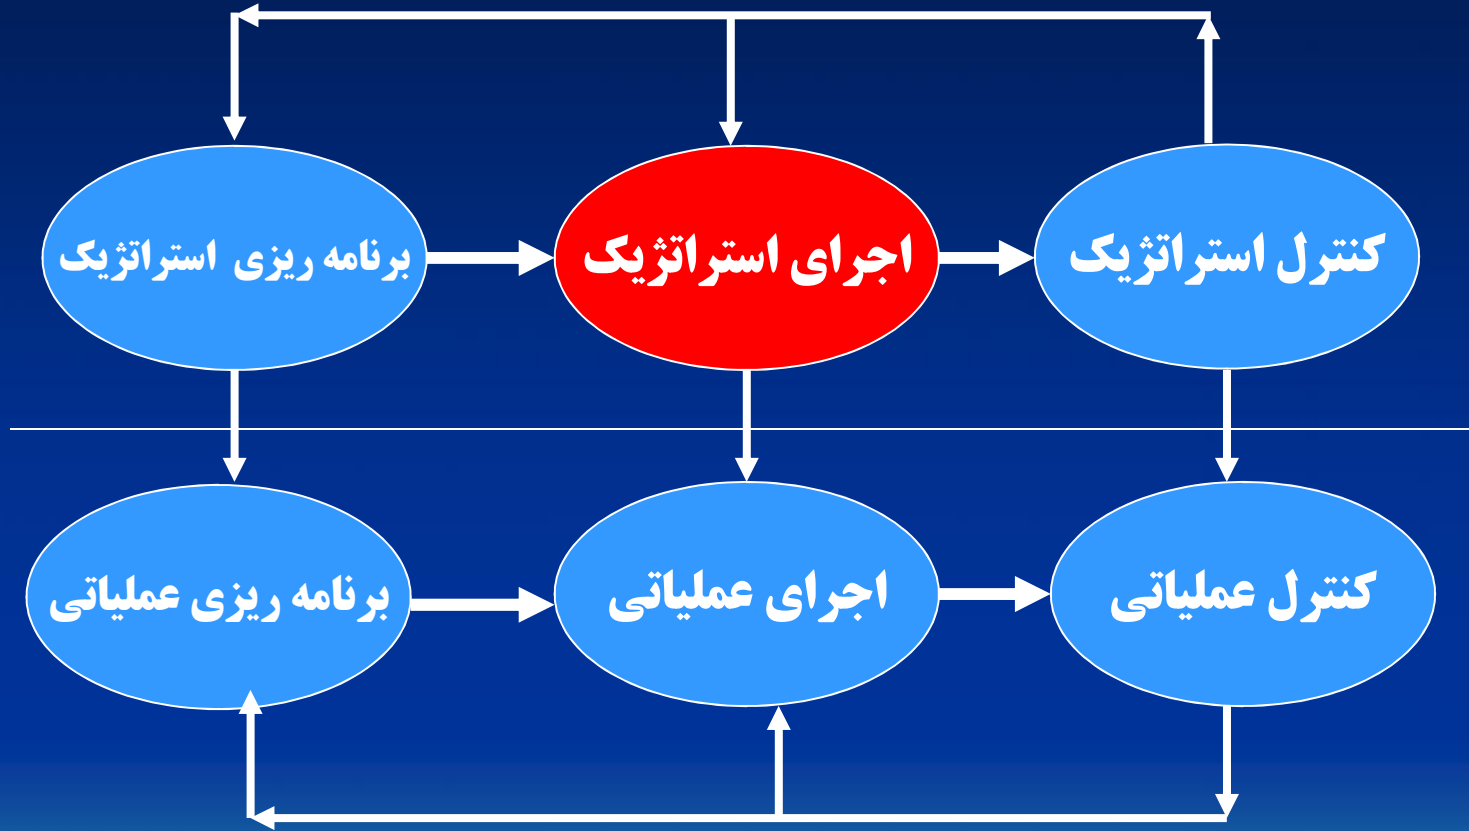 برنامه ریزی استراتژیک
اجرای استراتژیک
کنترل استراتژیک
برنامه ریزی عملیاتی
اجرای عملیاتی
کنترل عملیاتی